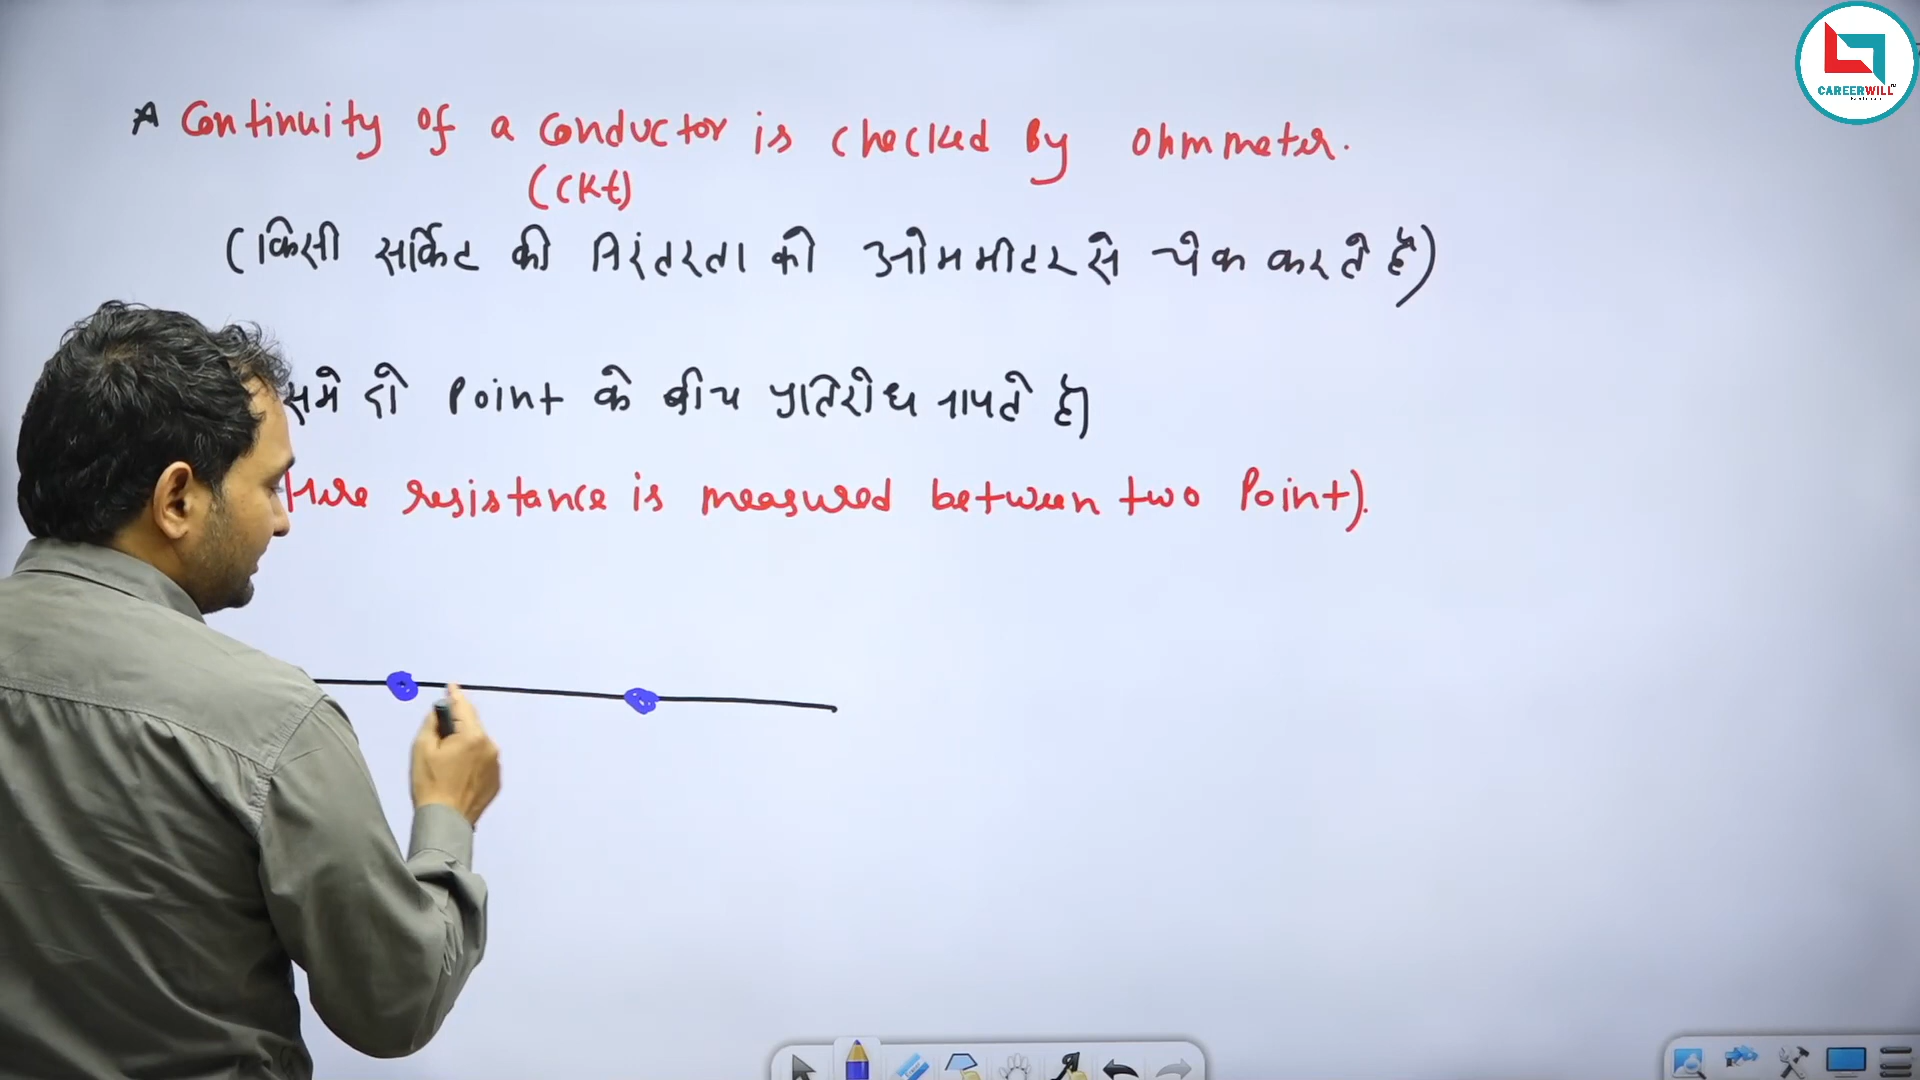 CAREERWILL
A Continuity of a conductor is checked by ohmmeter.
(Ckt)
(किसी सर्किट की निरंतरता को ओममीटर से चेक करते है)
समे दो Point के बीच प्रतिरोध नापते है।
Here resistance is measured between two Point).